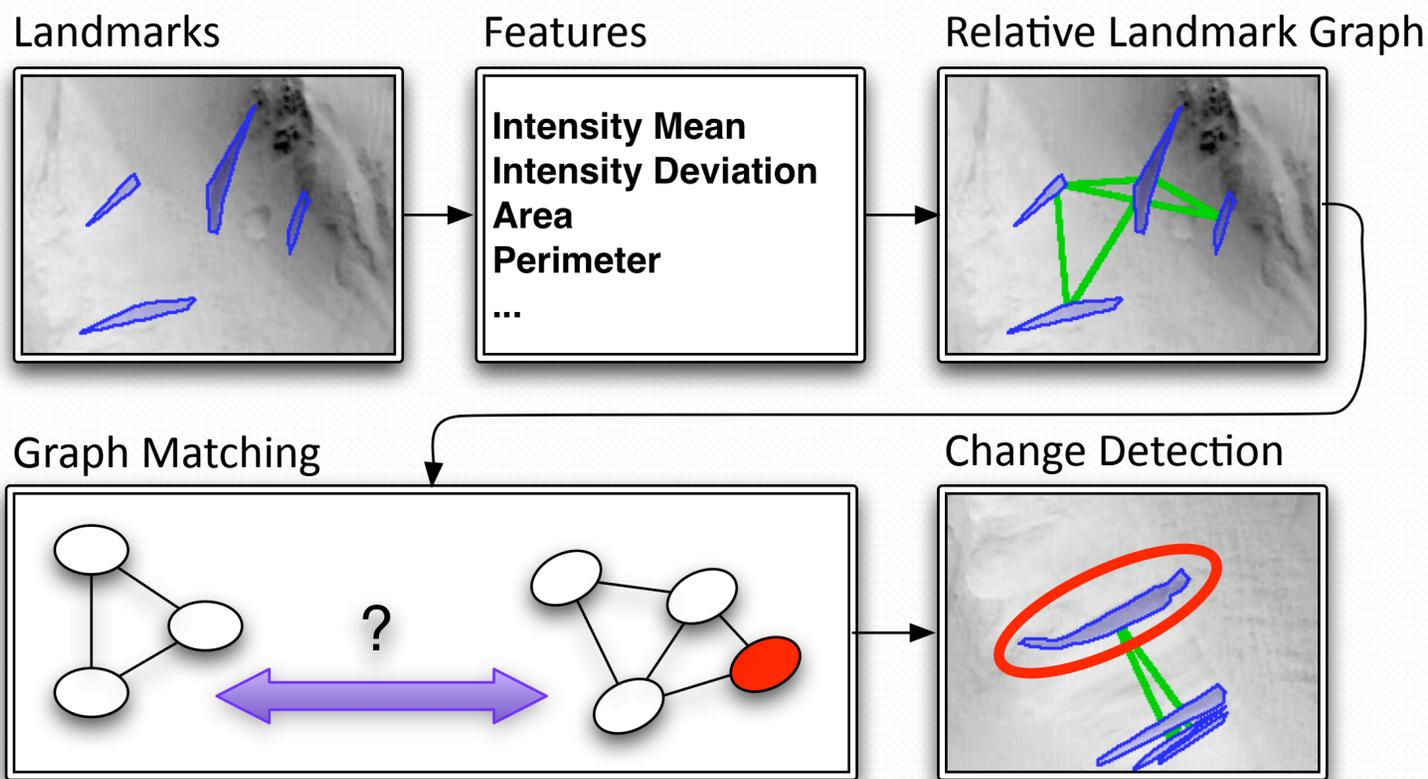 Landmarks
Features
Relative Landmark Graph
Intensity Mean
Intensity Deviation
Area
Perimeter
...
Graph Matching
Change Detection
?